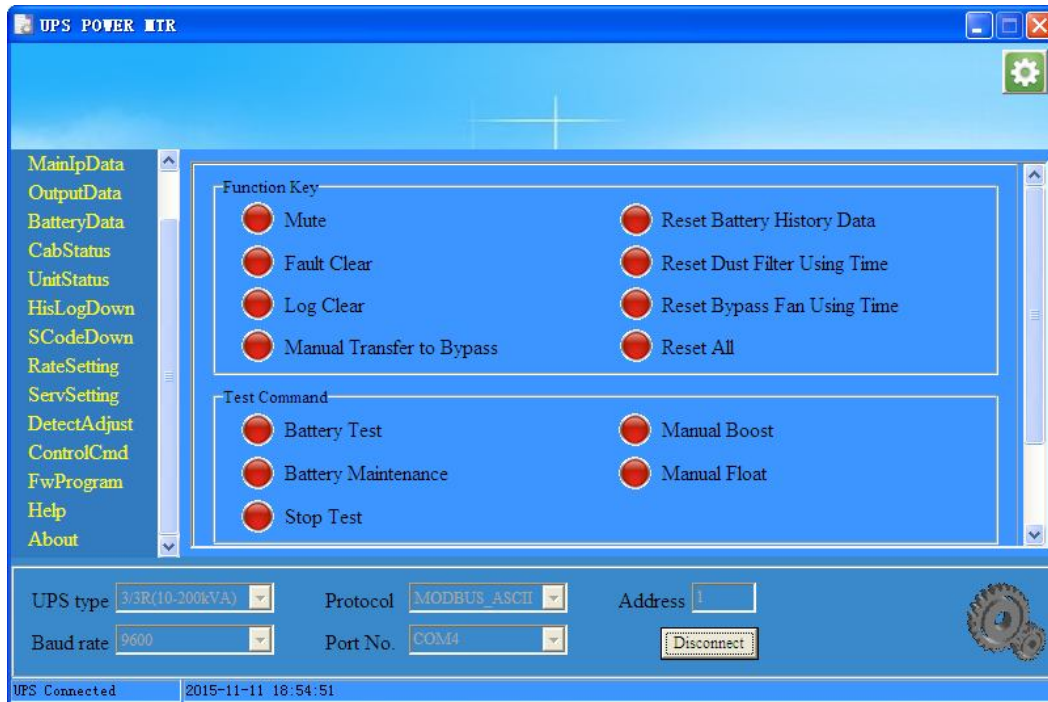 UPS POWER MTR
MainIpData
OutputData
BatteryData
CabStatus
UnitStatus
HisLogDown
SCodeDown
RateSetting
ServSetting
DetectAdjust
ControlCmd
FwProgram
Help
About
Function Key
Mute
Reset Battery History Data
Fault Clear
Reset Dust Filter Using Time
Log Clear
Reset Bypass Fan Using Time
Manual Transfer to Bypass
Reset All
Test Command
Battery Test
Manual Boost
Battery Maintenance
Manual Float
Stop Test
UPS type 3/3R(10-200kVA) Protocol MODBUS_ASCII Address 1
Baud rate 9600 Port No. COM4 Disconnect
UPS Connected 2015-11-11 18:54:51